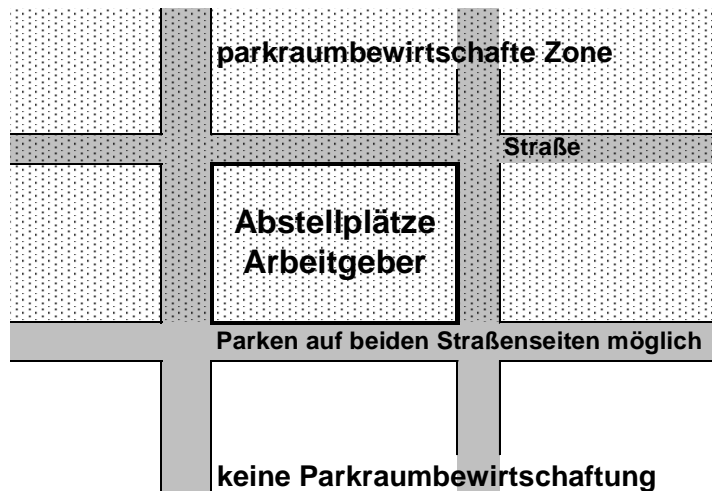 parkraumbewirtschafte Zone
Straße
Abstellplätze
Arbeitgeber
Parken auf beiden Straßenseiten möglich
keine Parkraumbewirtschaftung